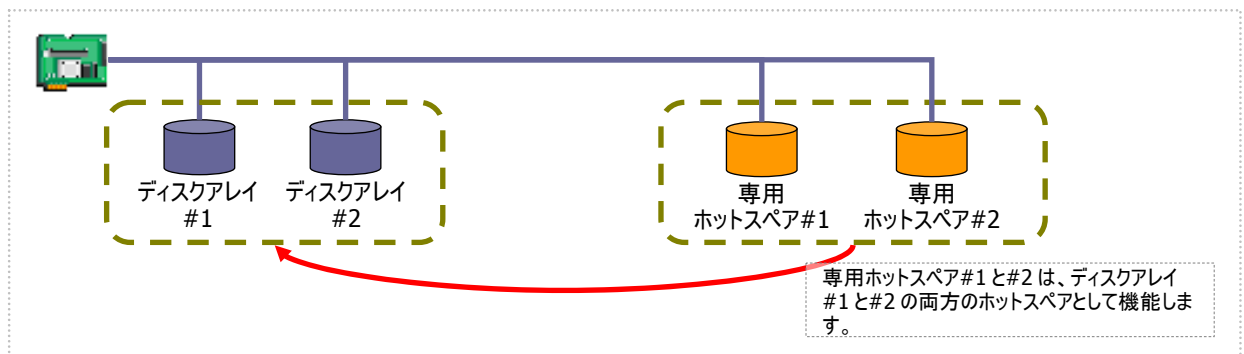 ディスクアレイ
#1
ディスクアレイ
#2
専用
ホットスペア#1
専用
ホットスペア#2
専用ホットスペア#1 と#2 は、ディスクアレイ
#1 と#2 の両方のホットスペアとして機能しま
す。